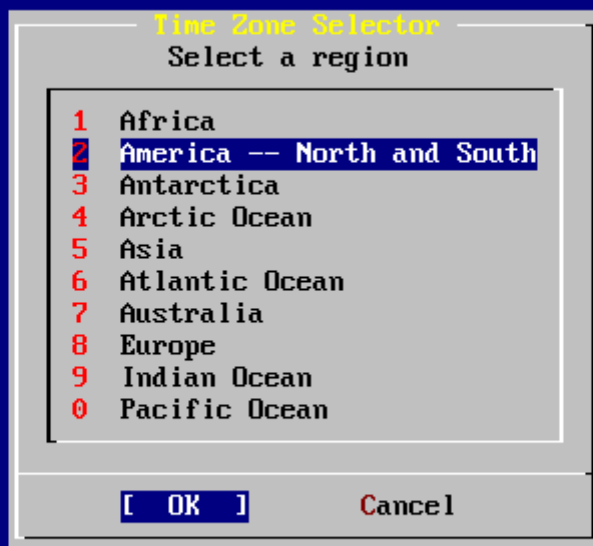 Time Zone Selector
Select a region
1 Africa
2 America -- North and South
3 Antarctica
4 Arctic Ocean
5 Asia
6 Atlantic Ocean
7 Australia
8 Europe
9 Indian Ocean
0 Pacific Ocean
[ OK ] Cancel